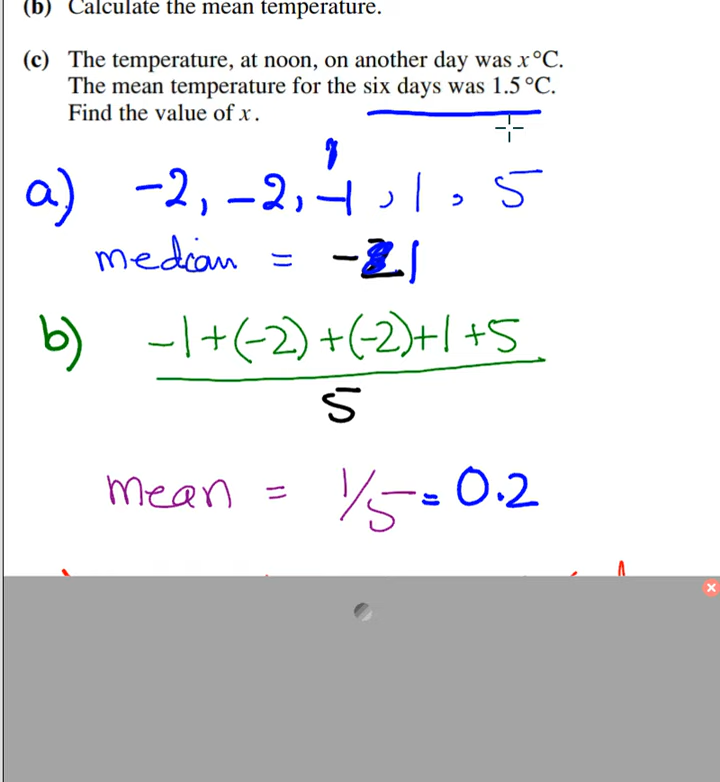 (b) Calculate the mean temperature.
(c) The temperature, at noon, on another day was x°C.
The mean temperature for the six days was 1.5°C.
Find the value of x.
a) -2, -2, -1, 1, 5
median = -1
b) -1+(-2)+(-2)+1+5
5
mean = 1/5 = 0.2